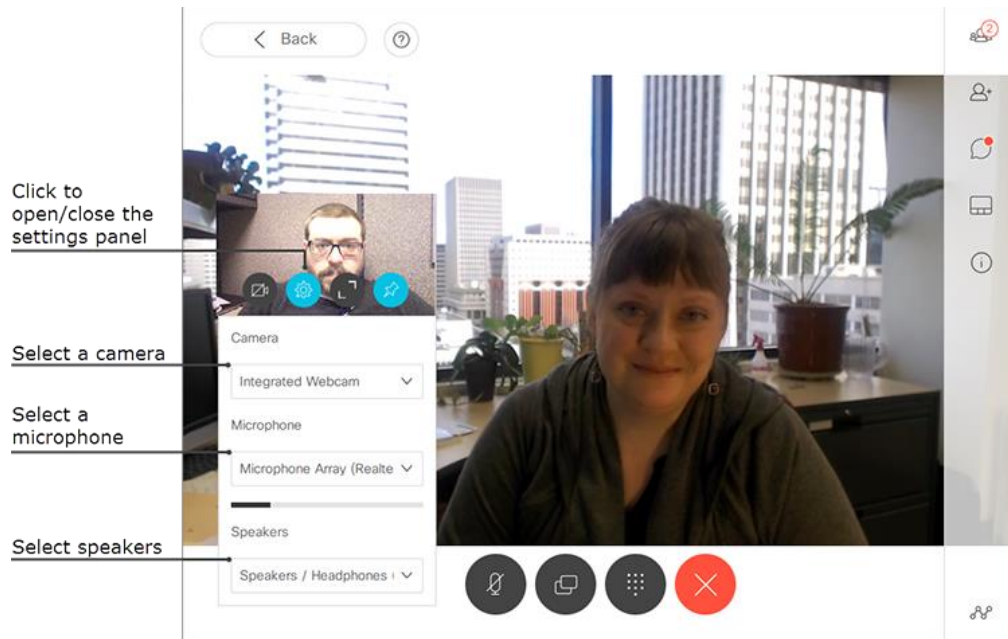 Back
2
Click to
open/close the
settings panel
Camera
Select a camera
Integrated Webcam
Select a
microphone
Microphone
Microphone Array (Realte
Speakers
Select speakers
Speakers / Headphones (